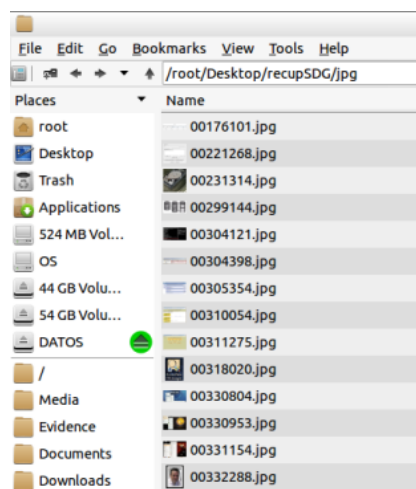 File Edit Go Bookmarks View Tools Help
/root/Desktop/recupSDG/jpg
Places
Name
root
Desktop
Trash
Applications
524 MB Vol...
OS
44 GB Volu...
54 GB Volu...
DATOS
/
Media
Evidence
Documents
Downloads
00176101.jpg
00221268.jpg
00231314.jpg
00299144.jpg
00304121.jpg
00304398.jpg
00305354.jpg
00310054.jpg
00311275.jpg
00318020.jpg
00330804.jpg
00330953.jpg
00331154.jpg
00332288.jpg